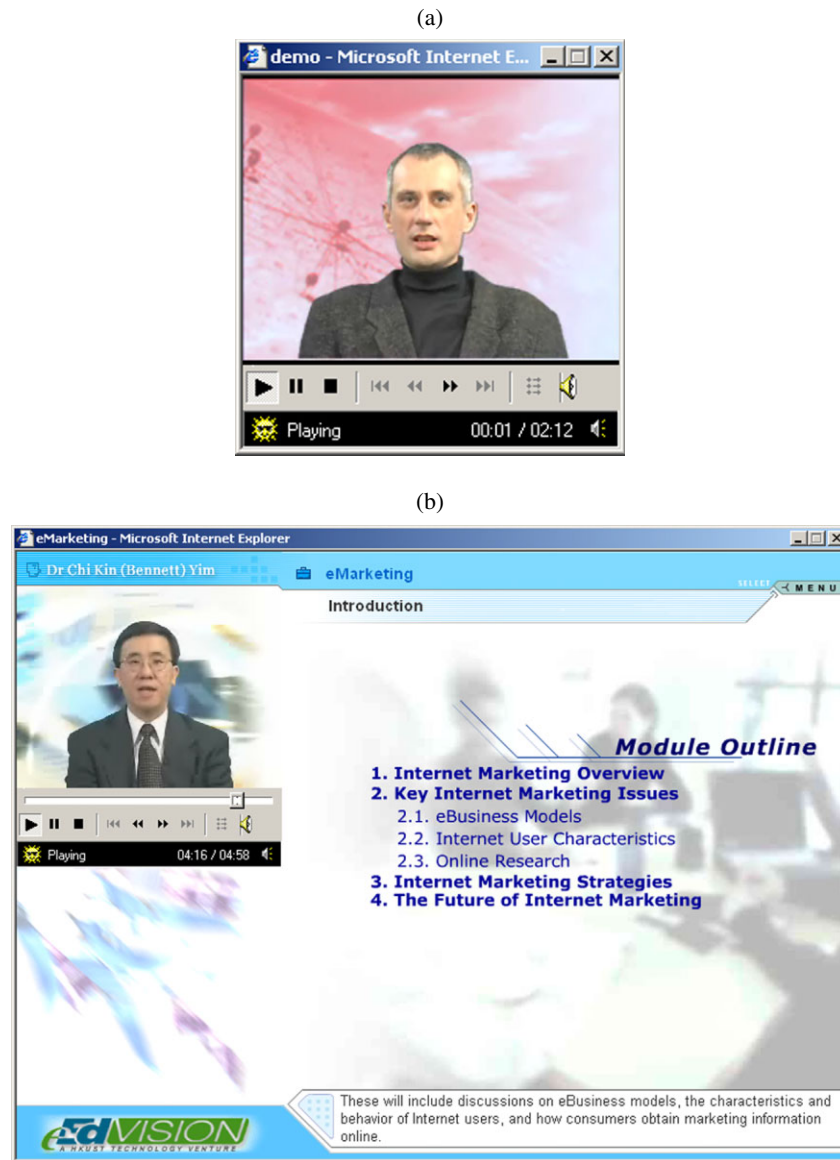 (a)
demo - Microsoft Internet E...
Playing 00:01 / 02:12
(b)
eMarketing - Microsoft Internet Explorer
Dr Chi Kin (Bennett) Yim
eMarketing
SELECT MENU
Introduction
Module Outline
1. Internet Marketing Overview
2. Key Internet Marketing Issues
2.1. eBusiness Models
2.2. Internet User Characteristics
2.3. Online Research
3. Internet Marketing Strategies
4. The Future of Internet Marketing
Playing 04:16 / 04:58
These will include discussions on eBusiness models, the characteristics and
behavior of Internet users, and how consumers obtain marketing information
online.
eEdVISION
A HKUST TECHNOLOGY VENTURE